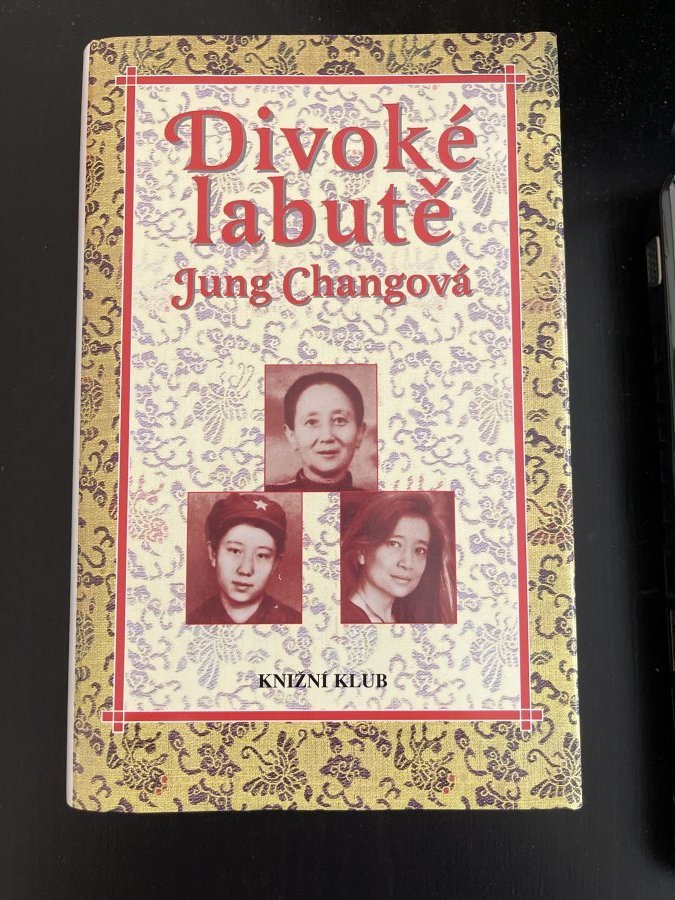 Divoké
labutě
Jung Changová
KNIŽNÍ KLUB